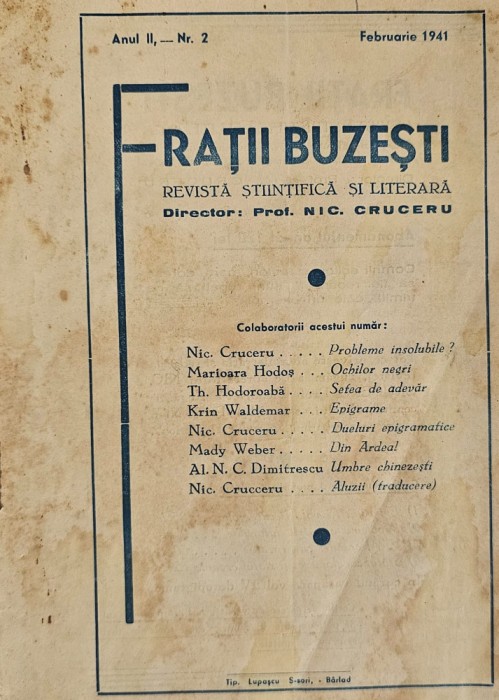 Anul II, — Nr. 2 Februarie 1941
FRAȚII BUZEȘTI
REVISTĂ ȘTIINȚIFICĂ ȘI LITERARĂ
Director: Prof. NIC. CRUCERU
Colaboratorii acestui număr:
Nic. Cruceru . . . . . Probleme insolubile ?
Marioara Hodoș . . . Ochilor negri
Th. Hodoroabă . . . . Setea de adevăr
Krin Waldemar . . . Epigrame
Nic. Cruceru . . . . . Dueluri epigramatice
Mady Weber . . . . . Din Ardeal
Al. N. C. Dimitrescu Umbre chinezești
Nic. Crucceru . . . . Aluzii (traducere)
Tip. Lupașcu S-sori, - Bârlad